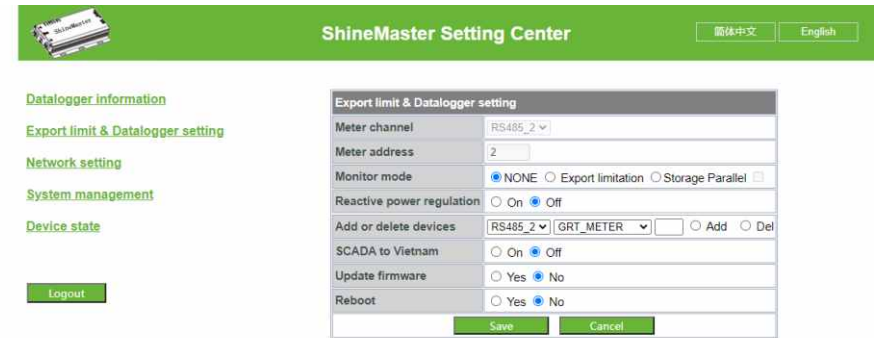 ShineMaster
ShineMaster Setting Center
简体中文
English
Datalogger information
Export limit & Datalogger setting
Network setting
System management
Device state
Logout
Export limit & Datalogger setting
Meter channel RS485_2
Meter address 2
Monitor mode NONE Export limitation Storage Parallel
Reactive power regulation On Off
Add or delete devices RS485_2 GRT_METER Add Del
SCADA to Vietnam On Off
Update firmware Yes No
Reboot Yes No
Save Cancel